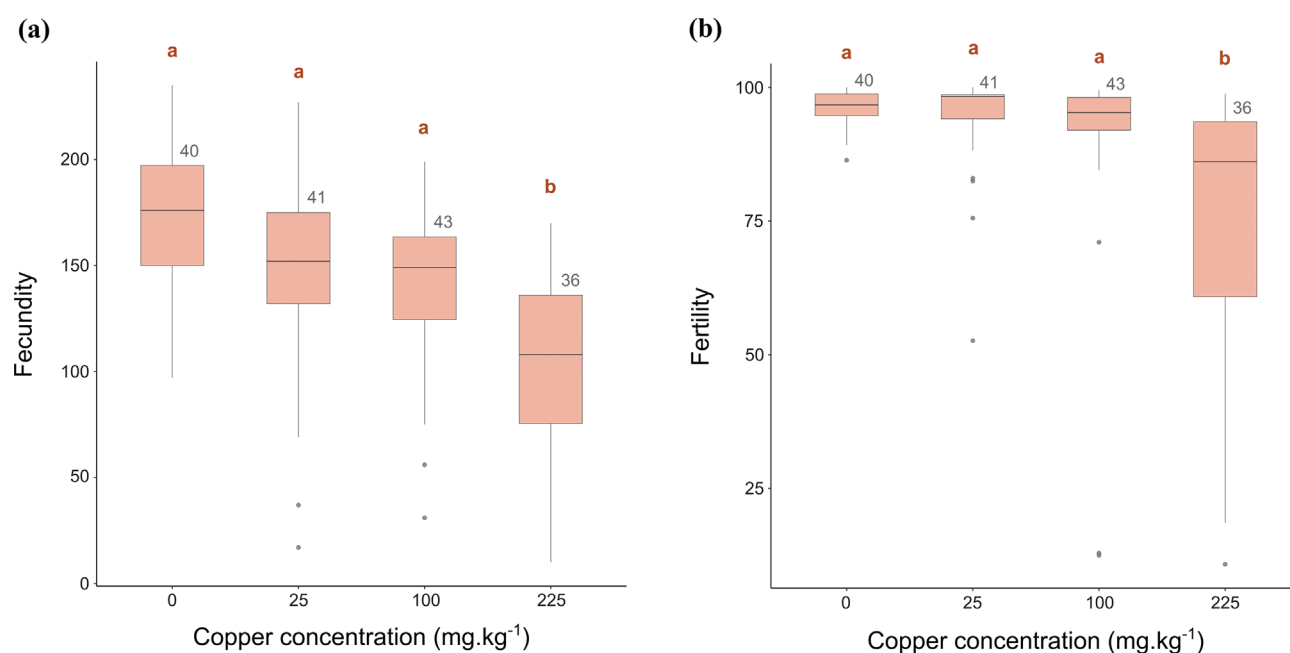 (a)
a
a
a
b
40
41
43
36
200
150
100
50
0
Fecundity
0 25 100 225
Copper concentration (mg.kg⁻¹)
(b)
a
a
a
b
40
41
43
36
100
75
50
25
Fertility
0 25 100 225
Copper concentration (mg.kg⁻¹)